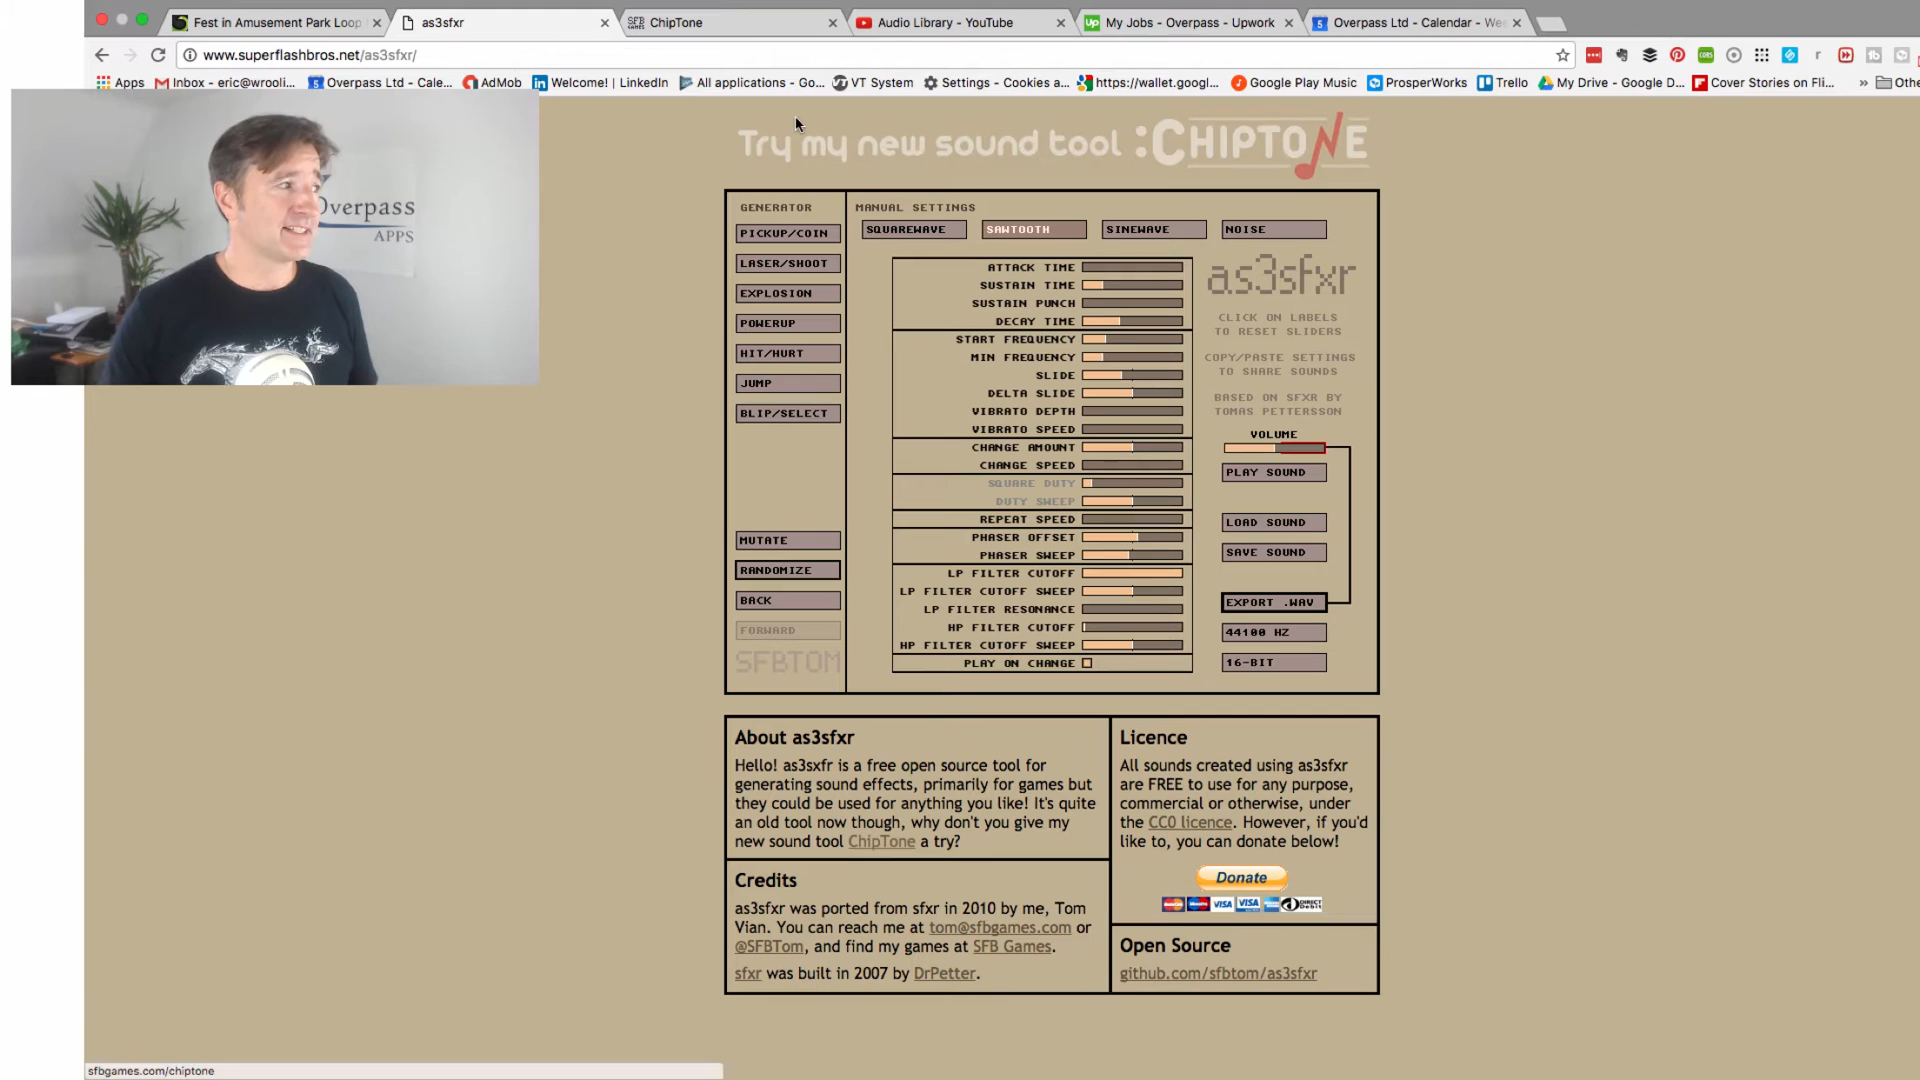 Fest in Amusement Park Loop
as3sfxr
SFB GAMES
ChipTone
Audio Library - YouTube
Up My Jobs - Overpass - Upwork
5 Overpass Ltd - Calendar - Wee
www.superflashbros.net/as3sfxr/
Apps
Inbox - eric@wrooli...
Overpass Ltd - Cale...
AdMob
Welcome! | LinkedIn
All applications - Go...
VT System
Settings - Cookies a...
https://wallet.googl...
Google Play Music
ProsperWorks
Trello
My Drive - Google D...
Cover Stories on Fli...
»
Othe
Overpass
APPS
Try my new sound tool :CHIPTONE
GENERATOR
PICKUP/COIN
LASER/SHOOT
EXPLOSION
POWERUP
HIT/HURT
JUMP
BLIP/SELECT
MUTATE
RANDOMIZE
BACK
FORWARD
SFBTOM
MANUAL SETTINGS
SQUAREWAVE
SAWTOOTH
SINEWAVE
NOISE
ATTACK TIME
SUSTAIN TIME
SUSTAIN PUNCH
DECAY TIME
START FREQUENCY
MIN FREQUENCY
SLIDE
DELTA SLIDE
VIBRATO DEPTH
VIBRATO SPEED
CHANGE AMOUNT
CHANGE SPEED
SQUARE DUTY
DUTY SWEEP
REPEAT SPEED
PHASER OFFSET
PHASER SWEEP
LP FILTER CUTOFF
LP FILTER CUTOFF SWEEP
LP FILTER RESONANCE
HP FILTER CUTOFF
HP FILTER CUTOFF SWEEP
PLAY ON CHANGE
as3sfxr
CLICK ON LABELS
TO RESET SLIDERS
COPY/PASTE SETTINGS
TO SHARE SOUNDS
BASED ON SFXR BY
TOMAS PETTERSSON
VOLUME
PLAY SOUND
LOAD SOUND
SAVE SOUND
EXPORT .WAV
44100 HZ
16-BIT
About as3sfxr
Hello! as3sxfr is a free open source tool for
generating sound effects, primarily for games but
they could be used for anything you like! It's quite
an old tool now though, why don't you give my
new sound tool ChipTone a try?
Credits
as3sfxr was ported from sfxr in 2010 by me, Tom
Vian. You can reach me at tom@sfbgames.com or
@SFBTom, and find my games at SFB Games.
sfxr was built in 2007 by DrPetter.
Licence
All sounds created using as3sfxr
are FREE to use for any purpose,
commercial or otherwise, under
the CC0 licence. However, if you'd
like to, you can donate below!
Donate
VISA
VISA
DIRECT Debit
Open Source
github.com/sfbtom/as3sfxr
sfbgames.com/chiptone